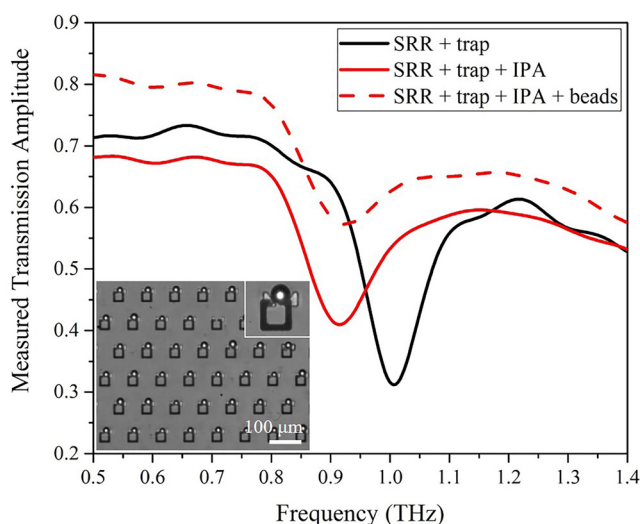 0.8
0.7
0.6
0.5
0.4
0.3
0.2
Measured Transmission Amplitude
SRR + trap
SRR + trap + IPA
SRR + trap + IPA + beads
100 µm
0.5 0.6 0.7 0.8 0.9 1.0 1.1 1.2 1.3 1.4
Frequency (THz)
0.9